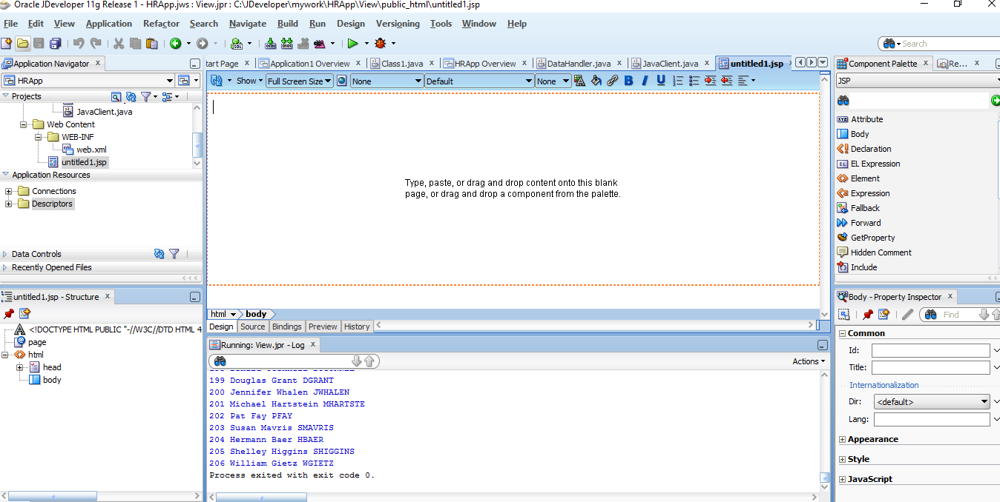 Oracle JDeveloper 11g Release 1 - HRApp.jws : View.jpr : C:\JDeveloper\mywork\HRApp\View\public_html\untitled1.jsp
File Edit View Application Refactor Search Navigate Build Run Design Versioning Tools Window Help
Search
Application Navigator
HRApp
Projects
JavaClient.java
Web Content
WEB-INF
web.xml
untitled1.jsp
Application Resources
Connections
Descriptors
Data Controls
Recently Opened Files
untitled1.jsp - Structure
<!DOCTYPE HTML PUBLIC "-//W3C//DTD HTML 4
page
html
head
body
tart Page Application1 Overview Class1.java HRApp Overview DataHandler.java JavaClient.java untitled1.jsp
Show Full Screen Size None Default None B I U
Type, paste, or drag and drop content onto this blank
page, or drag and drop a component from the palette.
html body
Design Source Bindings Preview History
Running: View.jpr - Log
Actions
199 Douglas Grant DGRANT
200 Jennifer Whalen JWHALEN
201 Michael Hartstein MHARTSTE
202 Pat Fay PFAY
203 Susan Mavris SMAVRIS
204 Hermann Baer HBAER
205 Shelley Higgins SHIGGINS
206 William Gietz WGIETZ
Process exited with exit code 0.
Component Palette Re...
JSP
Attribute
Body
Declaration
EL Expression
Element
Expression
Fallback
Forward
GetProperty
Hidden Comment
Include
Body - Property Inspector
Find
Common
Id:
Title:
Internationalization
Dir: <default>
Lang:
Appearance
Style
JavaScript